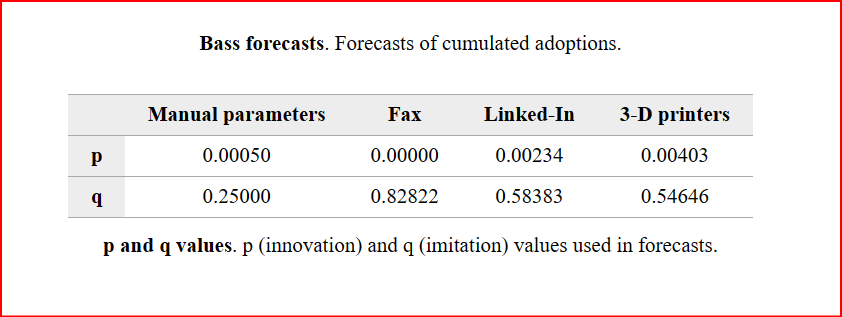 Bass forecasts. Forecasts of cumulated adoptions.
Manual parameters Fax Linked-In 3-D printers
p 0.00050 0.00000 0.00234 0.00403
q 0.25000 0.82822 0.58383 0.54646
p and q values. p (innovation) and q (imitation) values used in forecasts.